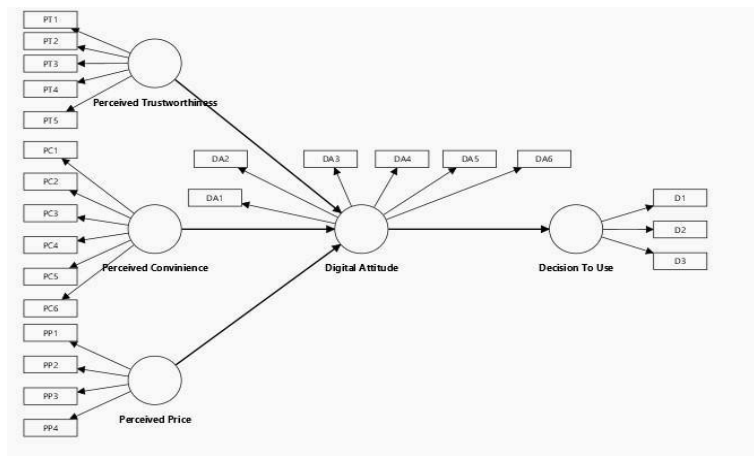 PT1
PT2
PT3
PT4
PT5
Perceived Trustworthiness
PC1
PC2
PC3
PC4
PC5
PC6
Perceived Convinience
PP1
PP2
PP3
PP4
Perceived Price
DA1
DA2
DA3
DA4
DA5
DA6
Digital Attitude
Decision To Use
D1
D2
D3